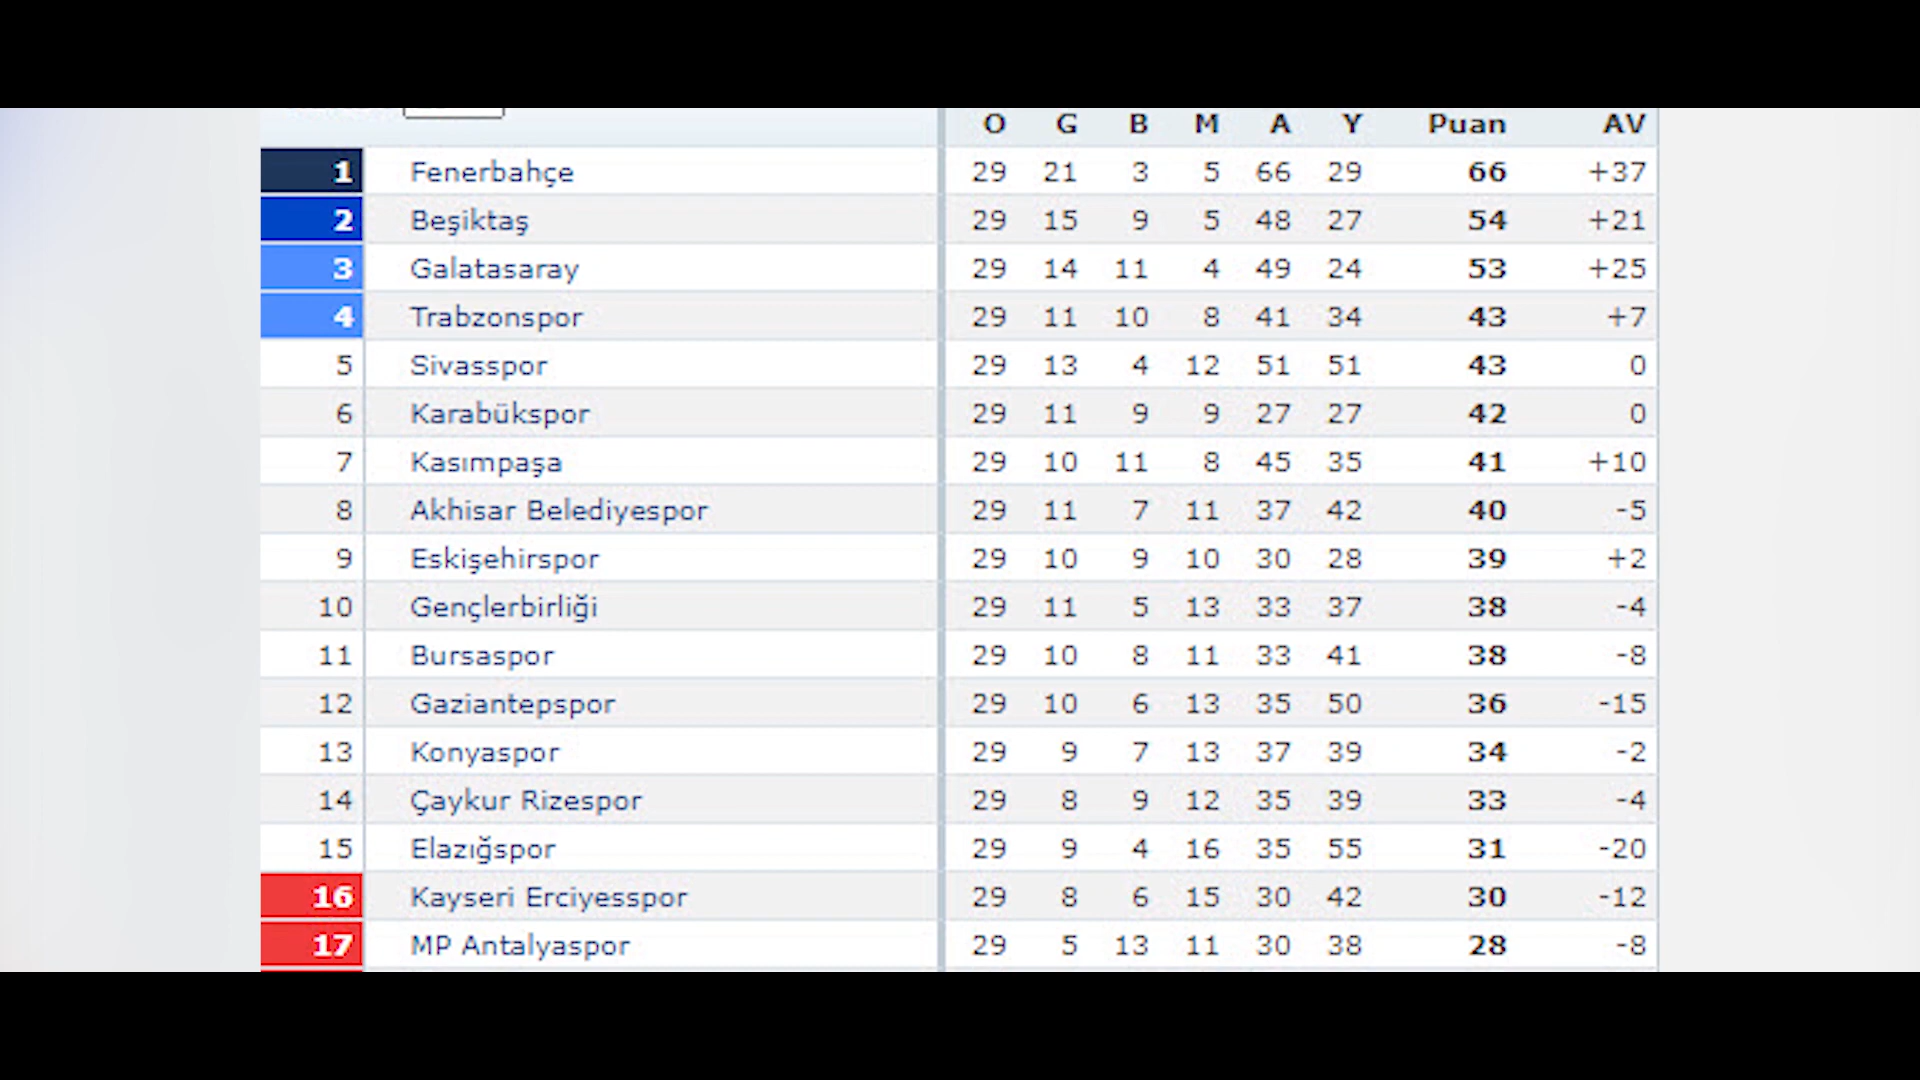 O G B M A Y Puan AV
1 Fenerbahçe 29 21 3 5 66 29 66 +37
2 Beşiktaş 29 15 9 5 48 27 54 +21
3 Galatasaray 29 14 11 4 49 24 53 +25
4 Trabzonspor 29 11 10 8 41 34 43 +7
5 Sivasspor 29 13 4 12 51 51 43 0
6 Karabükspor 29 11 9 9 27 27 42 0
7 Kasımpaşa 29 10 11 8 45 35 41 +10
8 Akhisar Belediyespor 29 11 7 11 37 42 40 -5
9 Eskişehirspor 29 10 9 10 30 28 39 +2
10 Gençlerbirliği 29 11 5 13 33 37 38 -4
11 Bursaspor 29 10 8 11 33 41 38 -8
12 Gaziantepspor 29 10 6 13 35 50 36 -15
13 Konyaspor 29 9 7 13 37 39 34 -2
14 Çaykur Rizespor 29 8 9 12 35 39 33 -4
15 Elazığspor 29 9 4 16 35 55 31 -20
16 Kayseri Erciyesspor 29 8 6 15 30 42 30 -12
17 MP Antalyaspor 29 5 13 11 30 38 28 -8